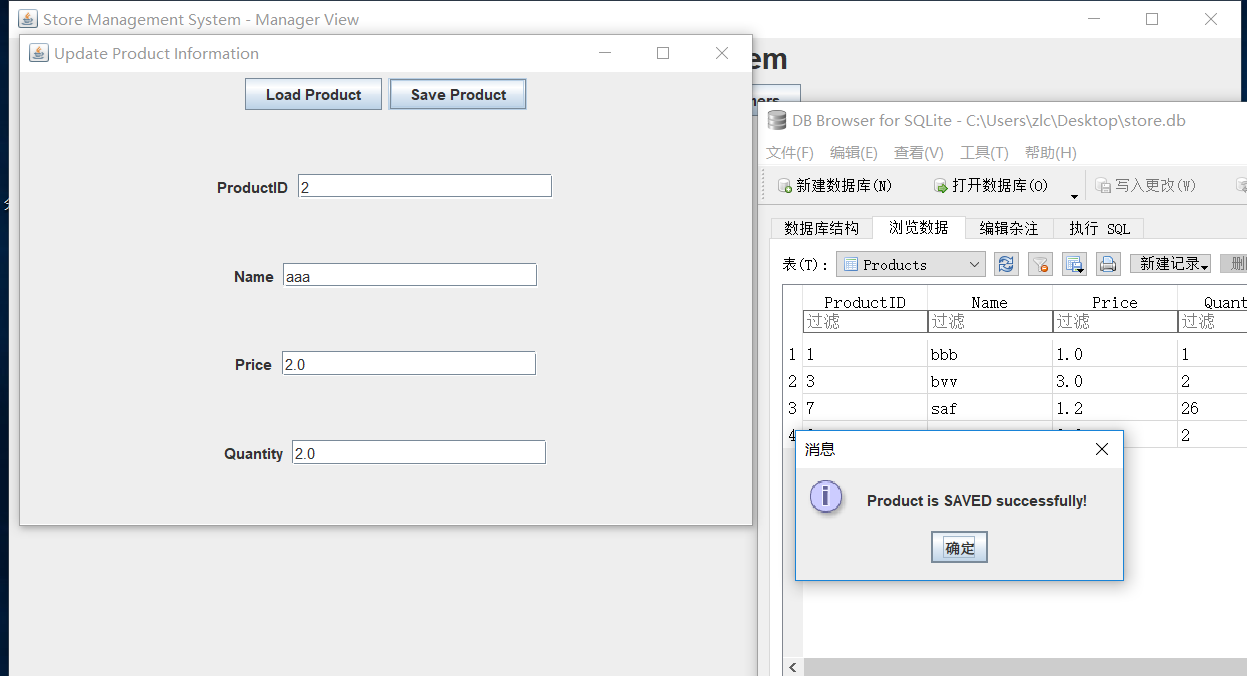 Store Management System - Manager View
Update Product Information
Load Product
Save Product
ProductID 2
Name aaa
Price 2.0
Quantity 2.0
DB Browser for SQLite - C:\Users\zlc\Desktop\store.db
文件(F) 编辑(E) 查看(V) 工具(T) 帮助(H)
新建数据库(N) 打开数据库(O) 写入更改(W)
数据库结构 浏览数据 编辑杂注 执行 SQL
表(T): Products 新建记录
ProductID Name Price Quant
过滤 过滤 过滤 过滤
1 1 bbb 1.0 1
2 3 bvv 3.0 2
3 7 saf 1.2 26
4 2
消息
Product is SAVED successfully!
确定